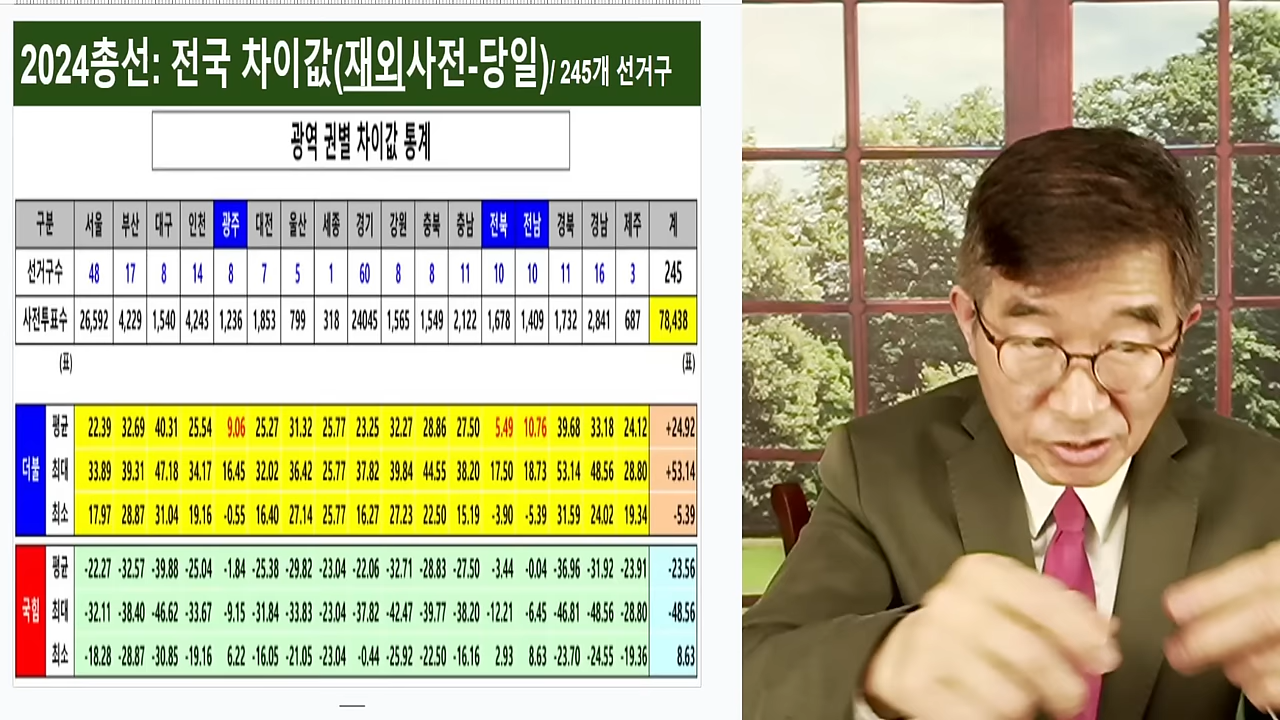 2024총선: 전국 차이값(재외사전-당일)/ 245개 선거구
광역 권별 차이값 통계
구분 서울 부산 대구 인천 광주 대전 울산 세종 경기 강원 충북 충남 전북 전남 경북 경남 제주 계
선거구수 48 17 8 14 8 7 5 1 60 8 8 11 10 10 11 16 3 245
사전투표수 26,592 4,229 1,540 4,243 1,236 1,853 799 318 24045 1,565 1,549 2,122 1,678 1,409 1,732 2,841 687 78,438
(표) (표)
더불 평균 22.39 32.69 40.31 25.54 9.06 25.27 31.32 25.77 23.25 32.27 28.86 27.50 5.49 10.76 39.68 33.18 24.12 +24.92
최대 33.89 39.31 47.18 34.17 16.45 32.02 36.42 25.77 37.82 39.84 44.55 38.20 17.50 18.73 53.14 48.56 28.80 +53.14
최소 17.97 28.87 31.04 19.16 -0.55 16.40 27.14 25.77 16.27 27.23 22.50 15.19 -3.90 -5.39 31.59 24.02 19.34 -5.39
국힘 평균 -22.27 -32.57 -39.88 -25.04 -1.84 -25.38 -29.82 -23.04 -22.06 -32.71 -28.83 -27.50 -3.44 -0.04 -36.96 -31.92 -23.91 -23.56
최대 -32.11 -38.40 -46.62 -33.67 -9.15 -31.84 -33.83 -23.04 -37.82 -42.47 -39.77 -38.20 -12.21 -6.45 -46.81 -48.56 -28.80 -48.56
최소 -18.28 -28.87 -30.85 -19.16 6.22 -16.05 -21.05 -23.04 -0.44 -25.92 -22.50 -16.16 2.93 8.63 -23.70 -24.55 -19.36 8.63